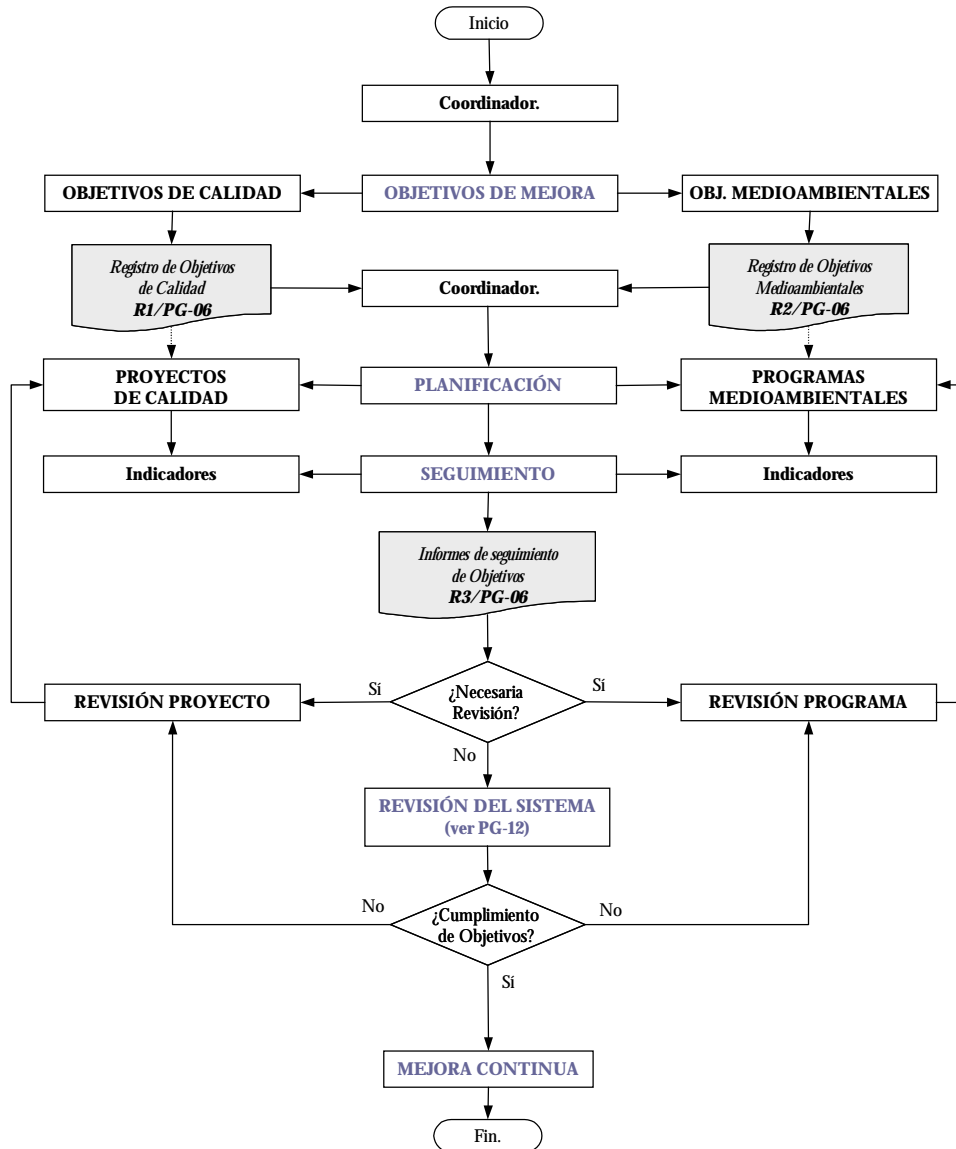 Inicio
Coordinador.
OBJETIVOS DE CALIDAD
OBJETIVOS DE MEJORA
OBJ. MEDIOAMBIENTALES
Registro de Objetivos
de Calidad
R1/PG-06
Coordinador.
Registro de Objetivos
Medioambientales
R2/PG-06
PROYECTOS
DE CALIDAD
PLANIFICACIÓN
PROGRAMAS
MEDIOAMBIENTALES
Indicadores
SEGUIMIENTO
Indicadores
Informes de seguimiento
de Objetivos
R3/PG-06
REVISIÓN PROYECTO
Sí
¿Necesaria
Revisión?
Sí
REVISIÓN PROGRAMA
No
REVISIÓN DEL SISTEMA
(ver PG-12)
No
¿Cumplimiento
de Objetivos?
No
Sí
MEJORA CONTINUA
Fin.